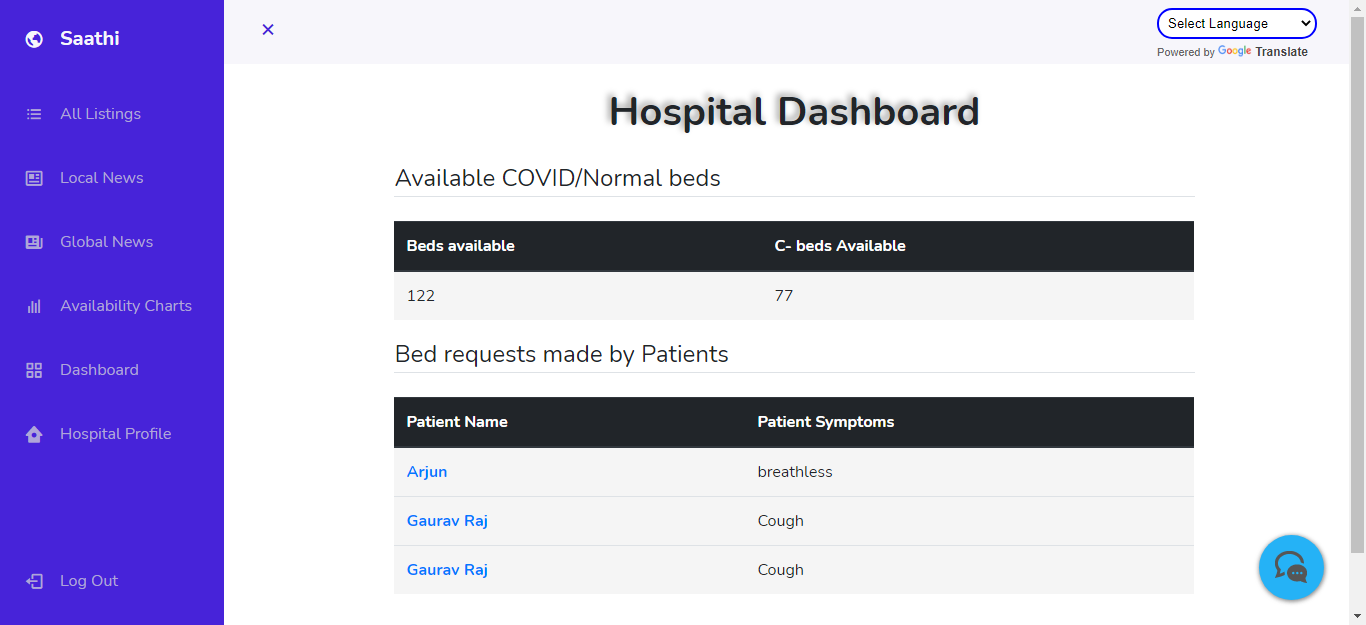 Saathi
All Listings
Local News
Global News
Availability Charts
Dashboard
Hospital Profile
Log Out
Select Language
Powered by Google Translate
Hospital Dashboard
Available COVID/Normal beds
Beds available C- beds Available
122 77
Bed requests made by Patients
Patient Name Patient Symptoms
Arjun breathless
Gaurav Raj Cough
Gaurav Raj Cough